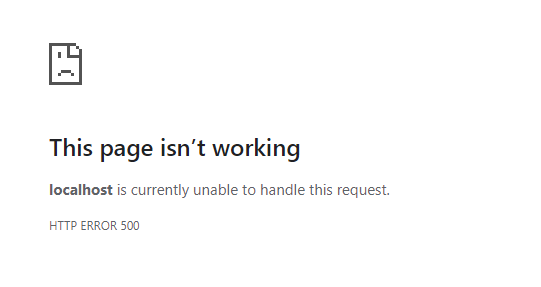 This page isn’t working
localhost is currently unable to handle this request.
HTTP ERROR 500